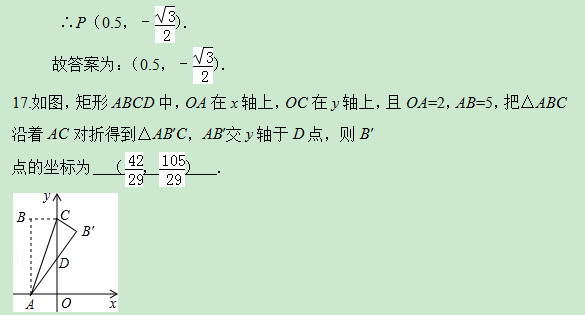 ∴P（0.5，﹣√3/2）.
故答案为：（0.5，﹣√3/2）.
17.如图，矩形ABCD中，OA在x轴上，OC在y轴上，且OA=2，AB=5，把△ABC
沿着AC对折得到△AB′C，AB′交y轴于D点，则B′
点的坐标为 （42/29，105/29） .
y
B
C
B′
D
A
O
x